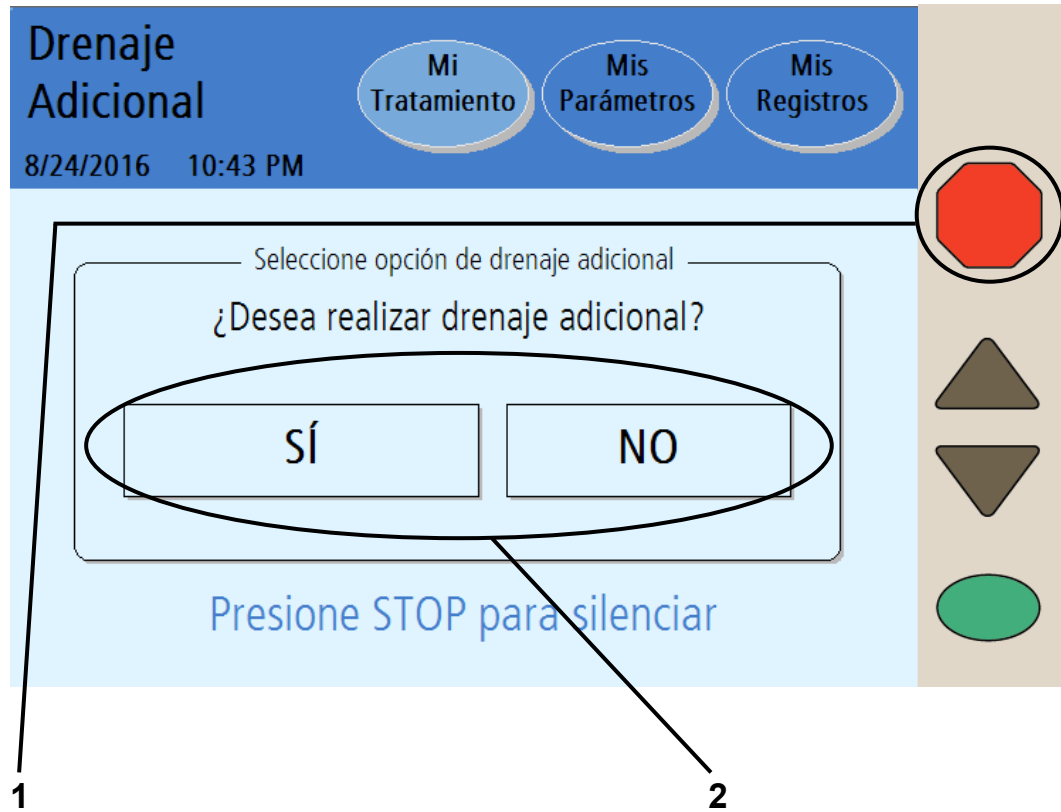 Drenaje
Adicional
8/24/2016 10:43 PM
Mi
Tratamiento
Mis
Parámetros
Mis
Registros
Seleccione opción de drenaje adicional
¿Desea realizar drenaje adicional?
SÍ
NO
Presione STOP para silenciar
1
2